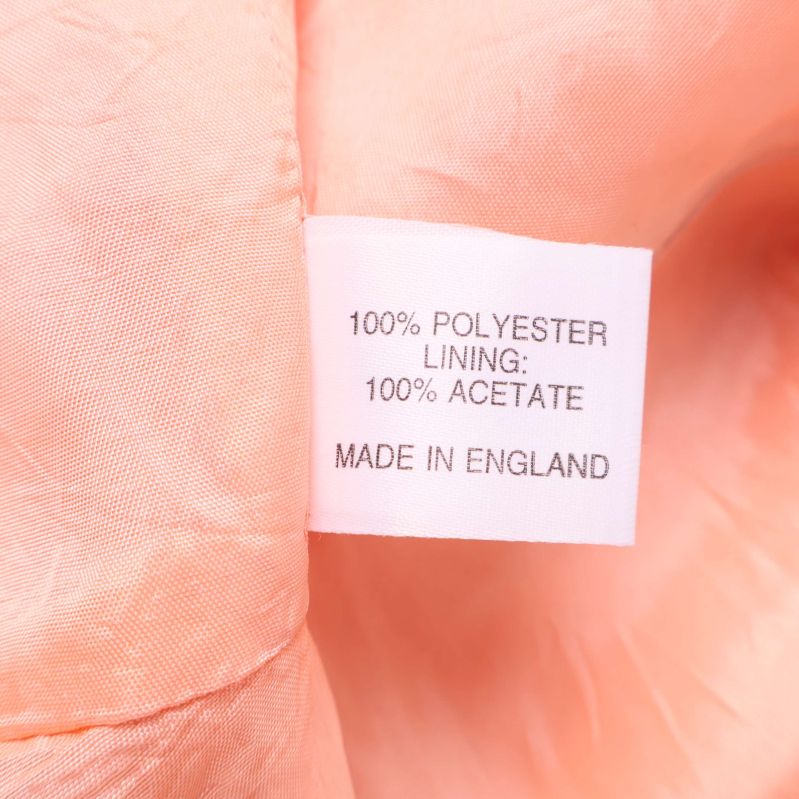 100% POLYESTER
LINING:
100% ACETATE
MADE IN ENGLAND